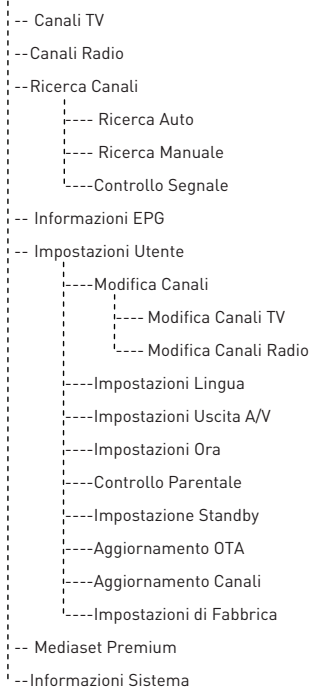 -- Canali TV
--Canali Radio
--Ricerca Canali
---- Ricerca Auto
---- Ricerca Manuale
----Controllo Segnale
-- Informazioni EPG
-- Impostazioni Utente
----Modifica Canali
---- Modifica Canali TV
---- Modifica Canali Radio
----Impostazioni Lingua
----Impostazioni Uscita A/V
----Impostazioni Ora
----Controllo Parentale
----Impostazione Standby
----Aggiornamento OTA
----Aggiornamento Canali
----Impostazioni di Fabbrica
-- Mediaset Premium
--Informazioni Sistema